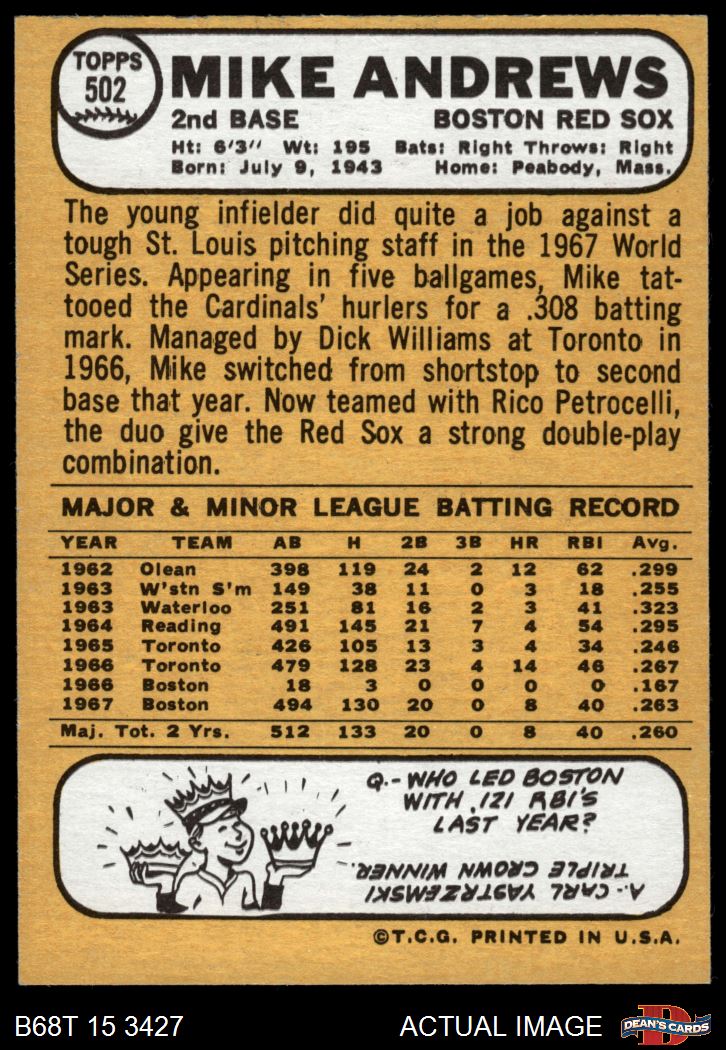 TOPPS
502
MIKE ANDREWS
2nd BASE BOSTON RED SOX
Ht: 6'3" Wt: 195 Bats: Right Throws: Right
Born: July 9, 1943 Home: Peabody, Mass.
The young infielder did quite a job against a
tough St. Louis pitching staff in the 1967 World
Series. Appearing in five ballgames, Mike tat-
tooed the Cardinals' hurlers for a .308 batting
mark. Managed by Dick Williams at Toronto in
1966, Mike switched from shortstop to second
base that year. Now teamed with Rico Petrocelli,
the duo give the Red Sox a strong double-play
combination.
MAJOR & MINOR LEAGUE BATTING RECORD
YEAR TEAM AB H 2B 3B HR RBI Avg.
1962 Olean 398 119 24 2 12 62 .299
1963 W'stn S'm 149 38 11 0 3 18 .255
1963 Waterloo 251 81 16 2 3 41 .323
1964 Reading 491 145 21 7 4 54 .295
1965 Toronto 426 105 13 3 4 34 .246
1966 Toronto 479 128 23 4 14 46 .267
1966 Boston 18 3 0 0 0 0 .167
1967 Boston 494 130 20 0 8 40 .263
Maj. Tot. 2 Yrs. 512 133 20 0 8 40 .260
Q.- WHO LED BOSTON
WITH 121 RBI'S
LAST YEAR?
A.- CARL YASTRZEMSKI
TRIPLE CROWN WINNER.
©T.C.G. PRINTED IN U.S.A.
B68T 15 3427 ACTUAL IMAGE
D
DEAN'S CARDS